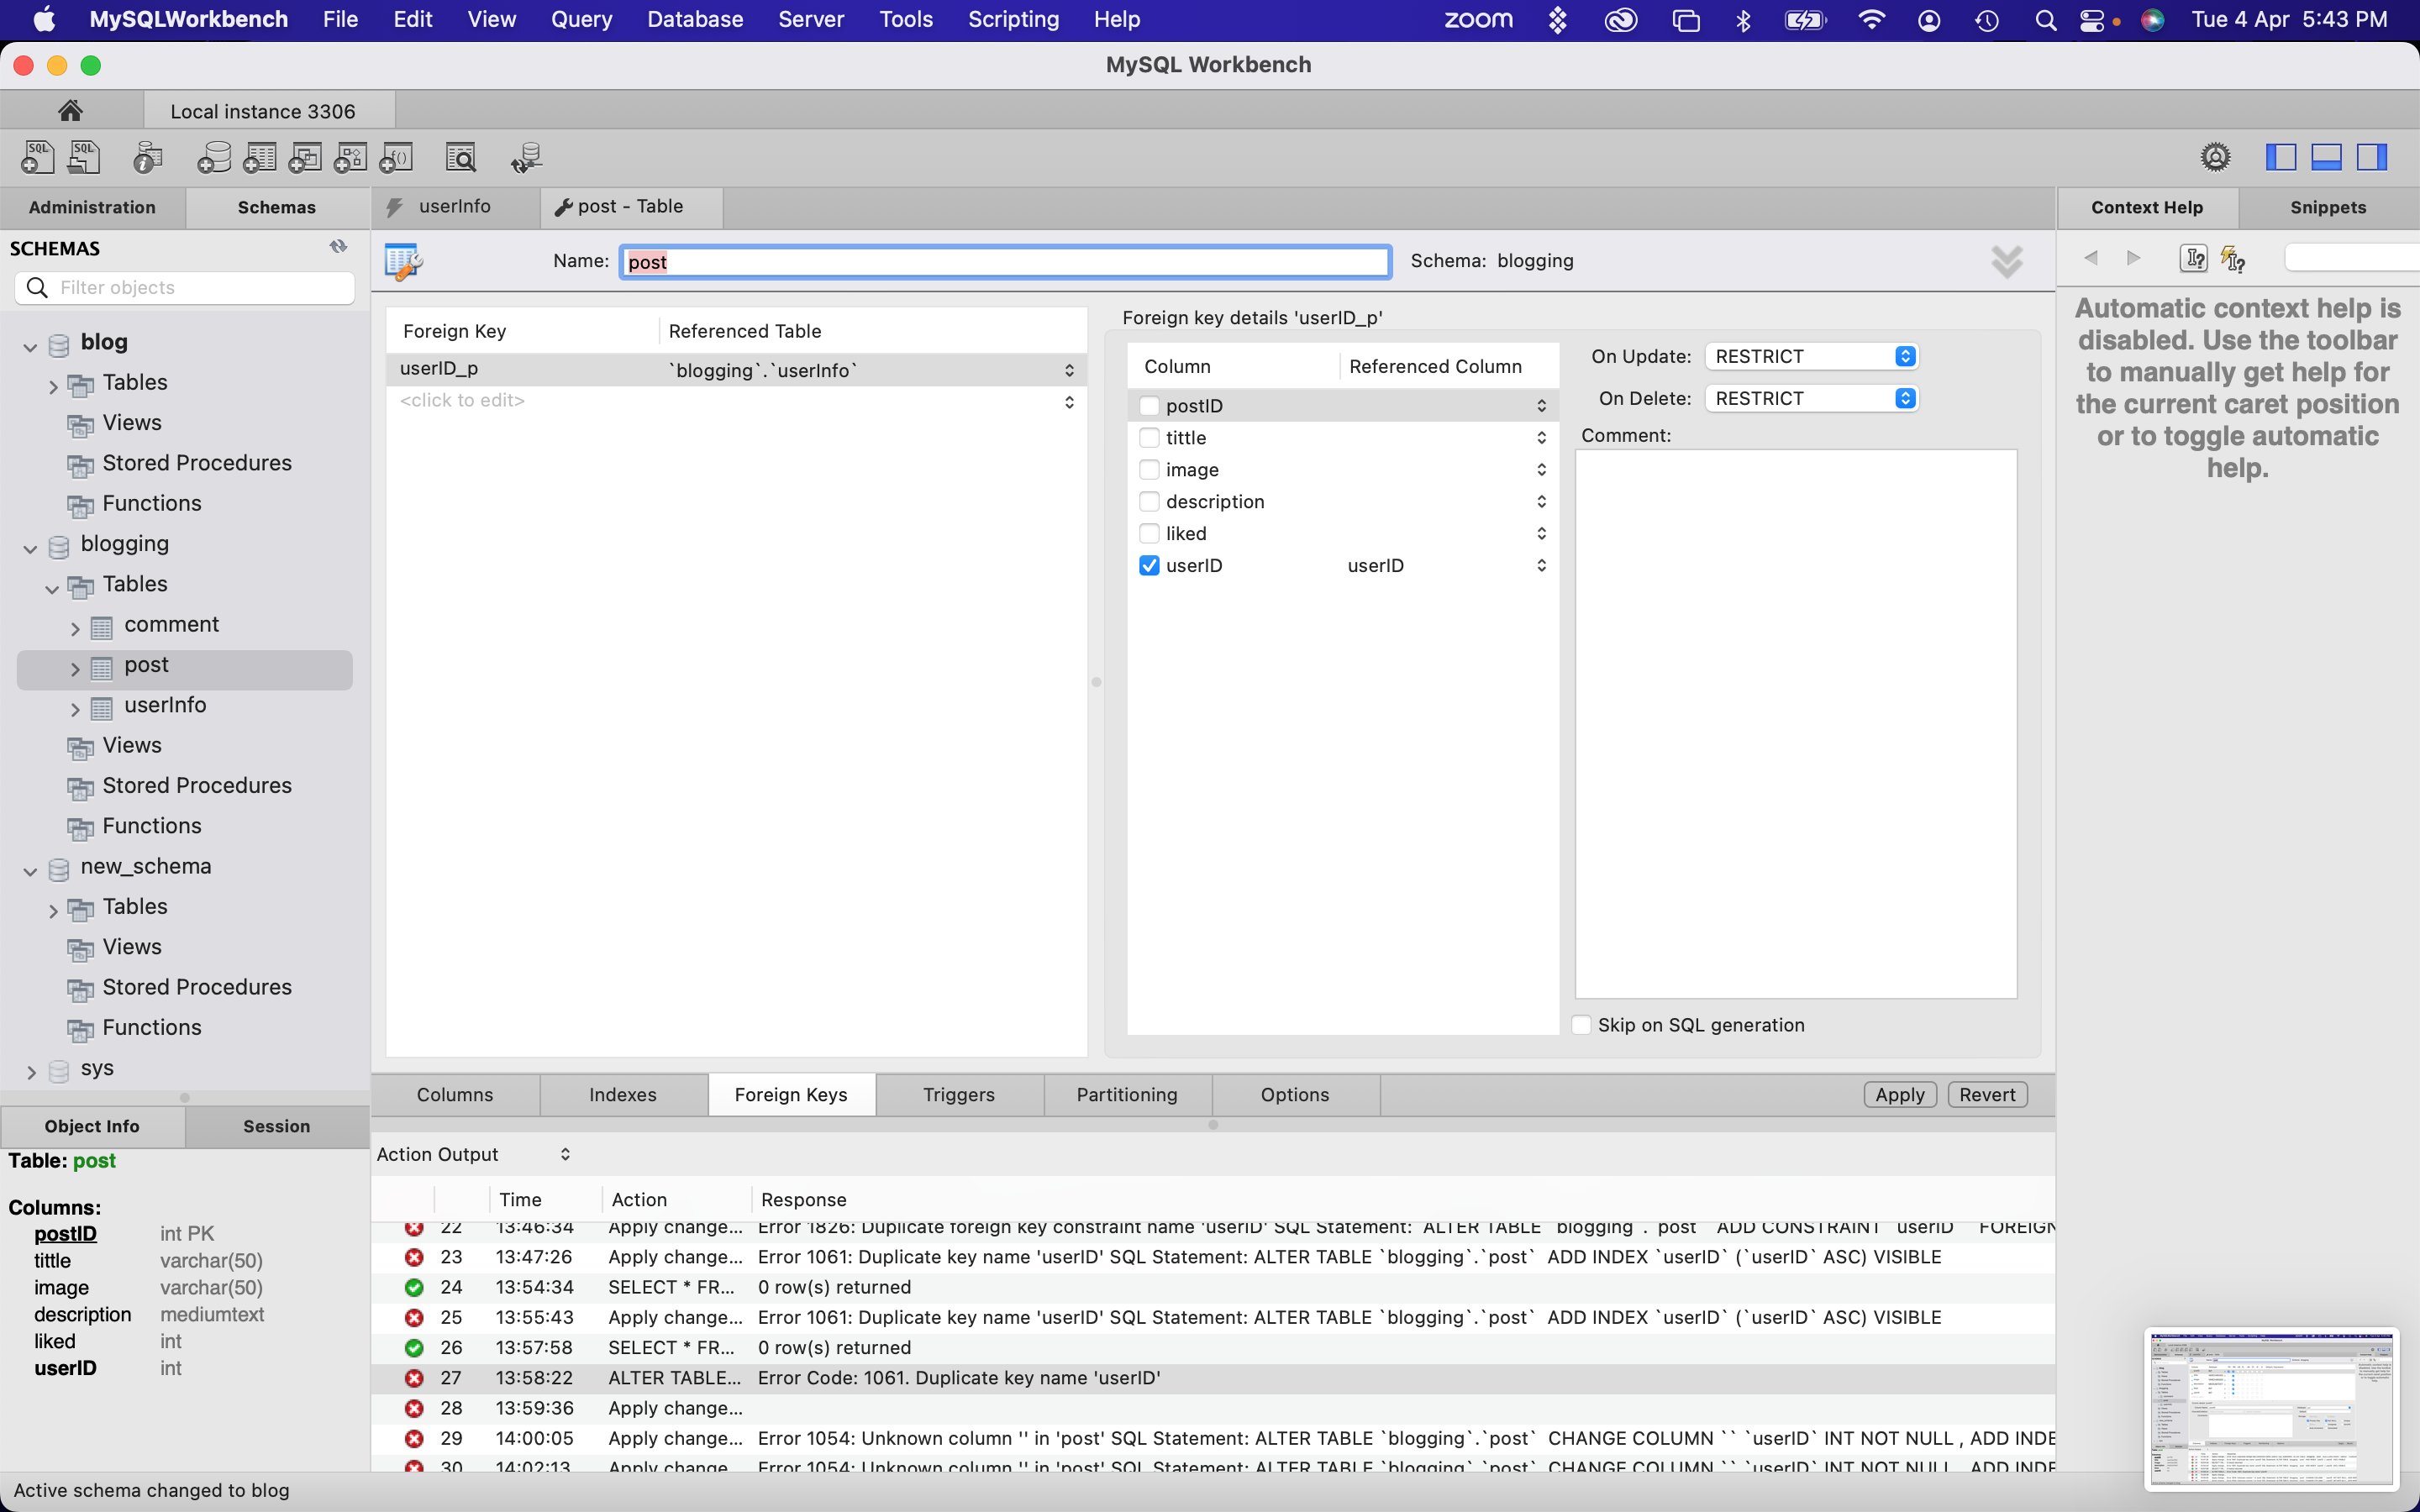 MySQLWorkbench File Edit View Query Database Server Tools Scripting Help zoom Tue 4 Apr 5:43 PM
MySQL Workbench
Local instance 3306
Administration Schemas userInfo post - Table Context Help Snippets
SCHEMAS
Filter objects
Name: post Schema: blogging
Automatic context help is
disabled. Use the toolbar
to manually get help for
the current caret position
or to toggle automatic
help.
blog
Tables
Views
Stored Procedures
Functions
blogging
Tables
comment
post
userInfo
Views
Stored Procedures
Functions
new_schema
Tables
Views
Stored Procedures
Functions
sys
Foreign Key Referenced Table
userID_p `blogging`.`userInfo`
<click to edit>
Foreign key details 'userID_p'
Column Referenced Column
postID
tittle
image
description
liked
userID userID
On Update: RESTRICT
On Delete: RESTRICT
Comment:
Skip on SQL generation
Columns Indexes Foreign Keys Triggers Partitioning Options Apply Revert
Object Info Session
Table: post
Columns:
postID int PK
tittle varchar(50)
image varchar(50)
description mediumtext
liked int
userID int
Action Output
Time Action Response
22 13:46:34 Apply change... Error 1826: Duplicate foreign key constraint name 'userID' SQL Statement: ALTER TABLE `blogging`.`post` ADD CONSTRAINT `userID` FOREIGN
23 13:47:26 Apply change... Error 1061: Duplicate key name 'userID' SQL Statement: ALTER TABLE `blogging`.`post` ADD INDEX `userID` (`userID` ASC) VISIBLE
24 13:54:34 SELECT * FR... 0 row(s) returned
25 13:55:43 Apply change... Error 1061: Duplicate key name 'userID' SQL Statement: ALTER TABLE `blogging`.`post` ADD INDEX `userID` (`userID` ASC) VISIBLE
26 13:57:58 SELECT * FR... 0 row(s) returned
27 13:58:22 ALTER TABLE... Error Code: 1061. Duplicate key name 'userID'
28 13:59:36 Apply change...
29 14:00:05 Apply change... Error 1054: Unknown column '' in 'post' SQL Statement: ALTER TABLE `blogging`.`post` CHANGE COLUMN `` `userID` INT NOT NULL , ADD INDE
30 14:02:13 Apply change... Error 1054: Unknown column '' in 'post' SQL Statement: ALTER TABLE `blogging`.`post` CHANGE COLUMN `` `userID` INT NOT NULL , ADD INDE
Active schema changed to blog